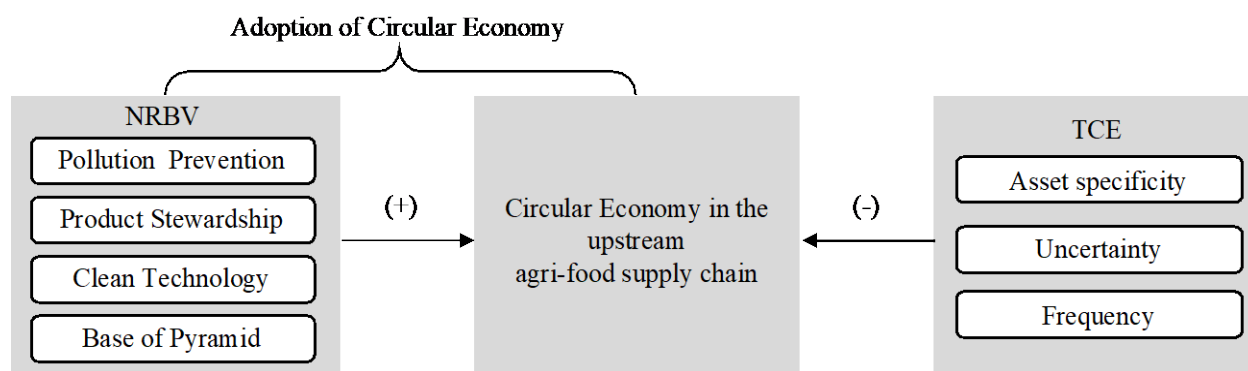 Adoption of Circular Economy
NRBV
Pollution Prevention
Product Stewardship
Clean Technology
Base of Pyramid
(+)
Circular Economy in the
upstream
agri-food supply chain
(-)
TCE
Asset specificity
Uncertainty
Frequency